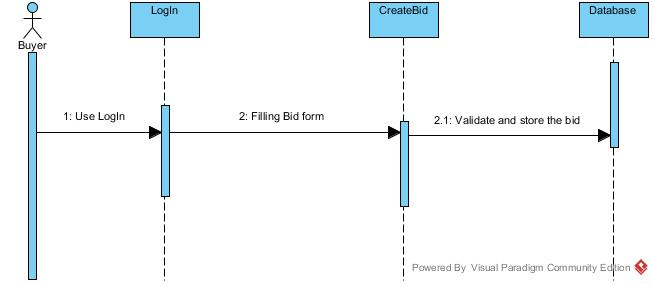 LogIn
CreateBid
Database
Buyer
1: Use LogIn
2: Filling Bid form
2.1: Validate and store the bid
Powered By Visual Paradigm Community Edition